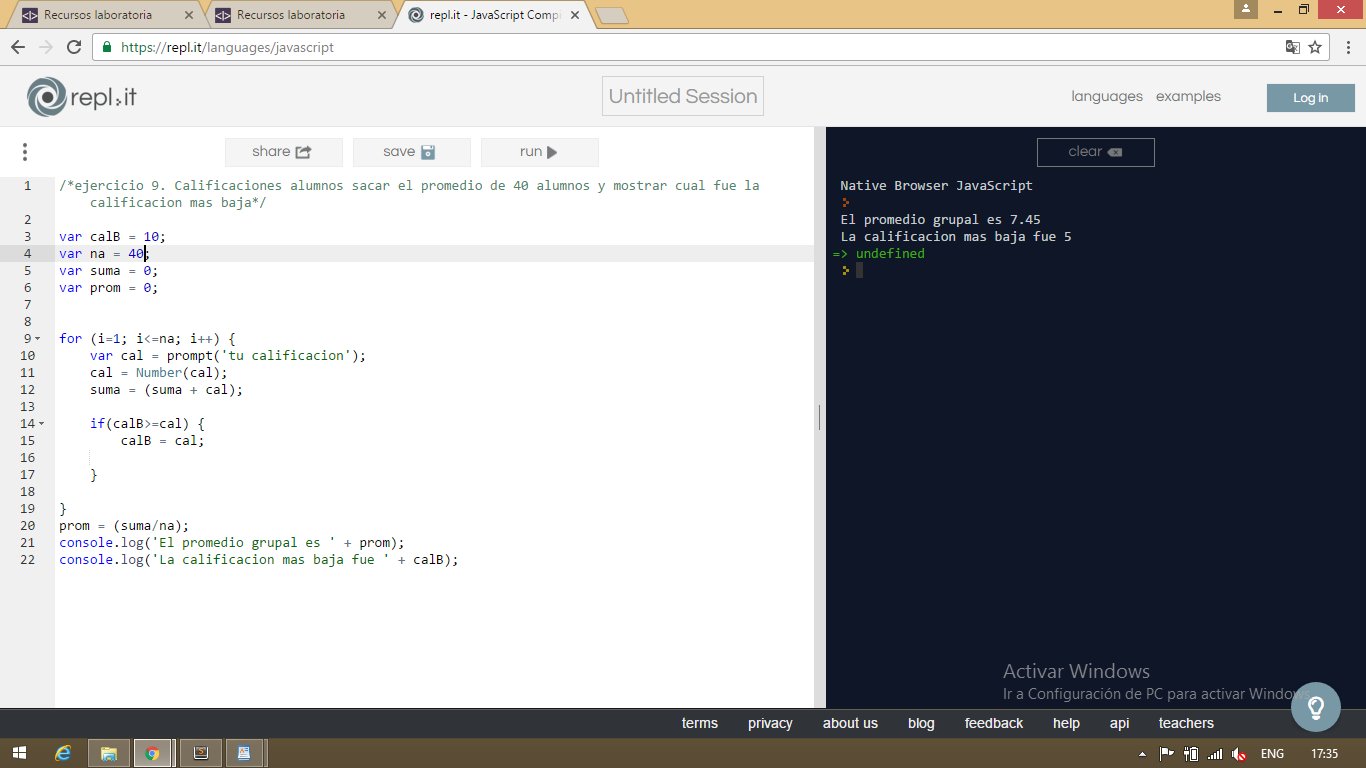 Recursos laboratoria
Recursos laboratoria
repl.it - JavaScript Compi
https://repl.it/languages/javascript
repl.it
Untitled Session
languages examples
Log in
share
save
run
clear
1 /*ejercicio 9. Calificaciones alumnos sacar el promedio de 40 alumnos y mostrar cual fue la
calificacion mas baja*/
2
3 var calB = 10;
4 var na = 40;
5 var suma = 0;
6 var prom = 0;
7
8
9 for (i=1; i<=na; i++) {
10 var cal = prompt('tu calificacion');
11 cal = Number(cal);
12 suma = (suma + cal);
13
14 if(calB>=cal) {
15 calB = cal;
16
17 }
18
19 }
20 prom = (suma/na);
21 console.log('El promedio grupal es ' + prom);
22 console.log('La calificacion mas baja fue ' + calB);
Native Browser JavaScript
El promedio grupal es 7.45
La calificacion mas baja fue 5
=> undefined
Activar Windows
Ir a Configuración de PC para activar Windows.
terms privacy about us blog feedback help api teachers
ENG 17:35